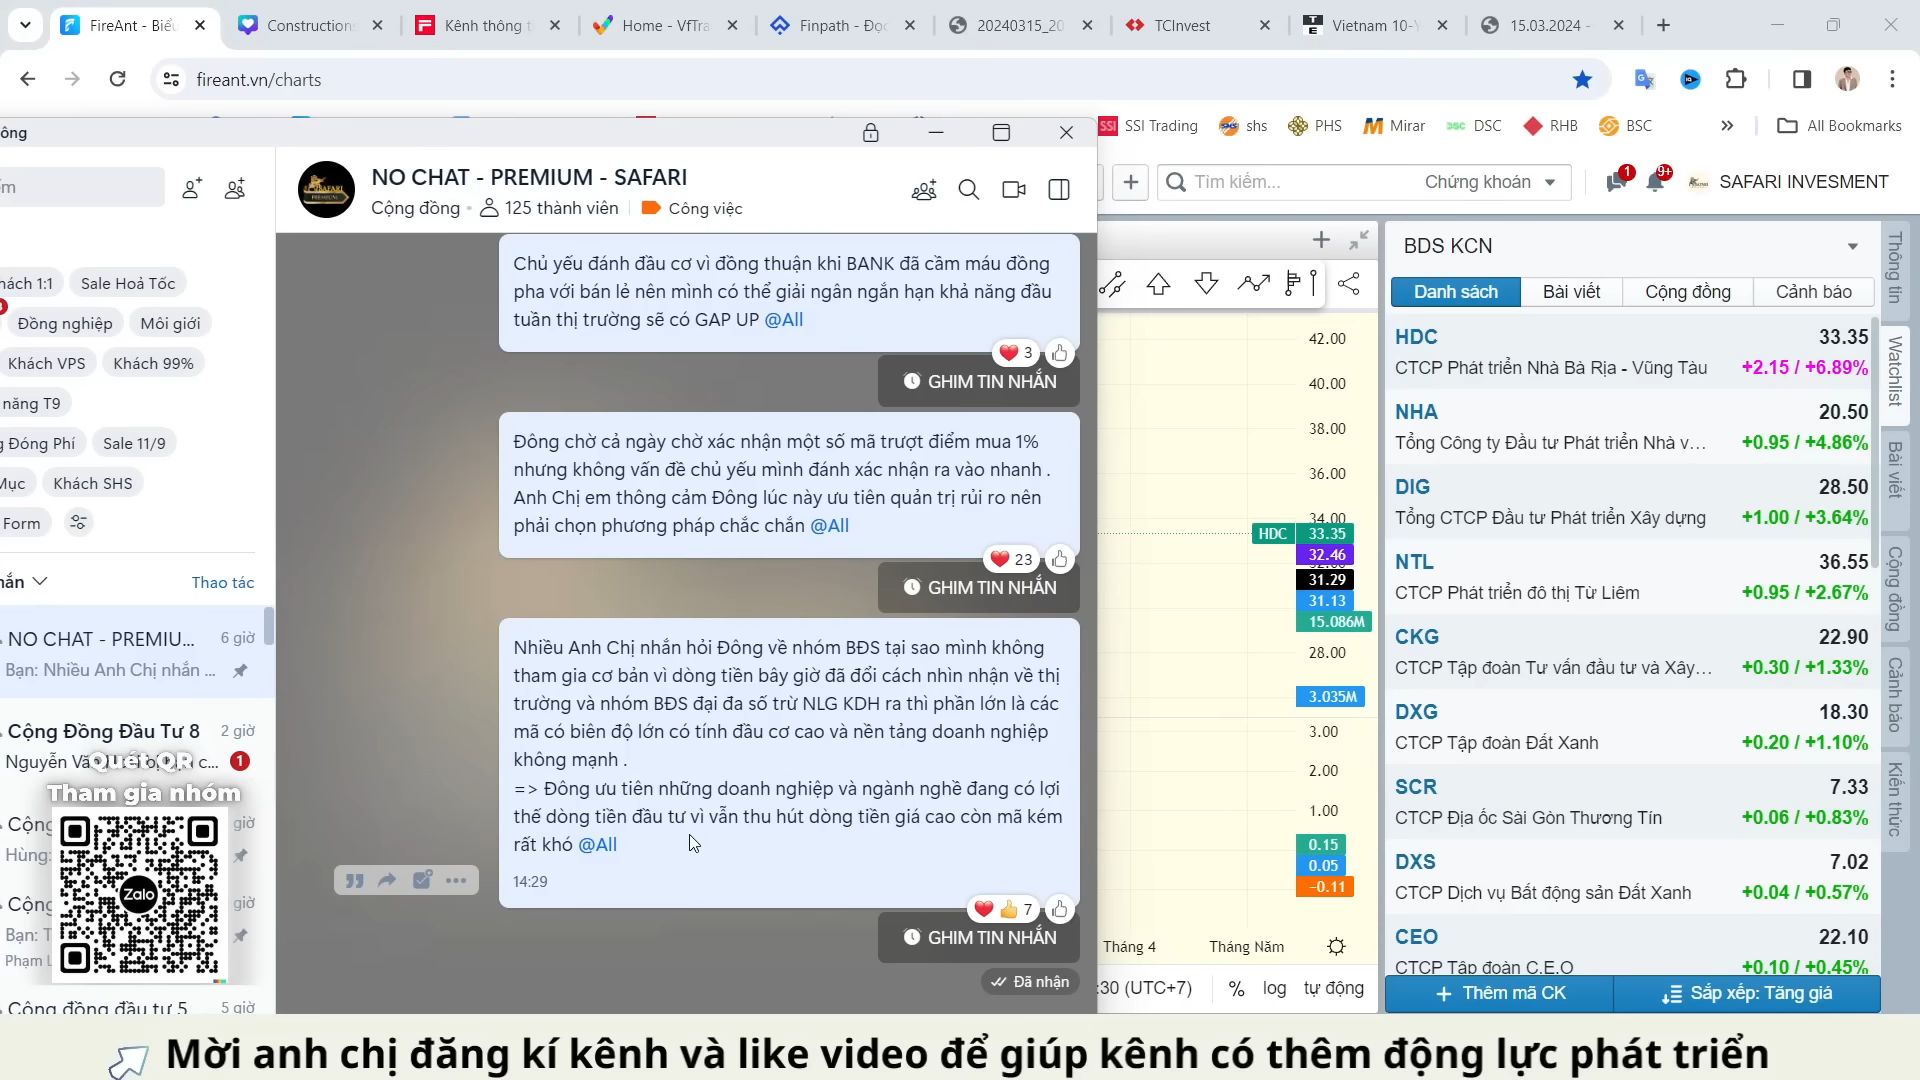 FireAnt - Biểu
Constructions
Kênh thông t
Home - VfTra
Finpath - Đọc
20240315_20
TCInvest
Vietnam 10-Y
15.03.2024 -
fireant.vn/charts
SSI Trading
shs
PHS
Mirar
DSC
RHB
BSC
All Bookmarks
ông
NO CHAT - PREMIUM - SAFARI
Cộng đồng
125 thành viên
Công việc
Tìm kiếm...
Chứng khoán
1
9+
SAFARI INVESMENT
hách 1:1
Sale Hoả Tốc
Đồng nghiệp
Môi giới
Khách VPS
Khách 99%
năng T9
g Đóng Phí
Sale 11/9
Mục
Khách SHS
Form
Thao tác
NO CHAT - PREMIU...
6 giờ
Bạn: Nhiều Anh Chị nhắn ...
Cộng Đồng Đầu Tư 8
2 giờ
1
Quét QR
Tham gia nhóm
Zalo
Cộng đồng đầu tư 5
5 giờ
Chủ yếu đánh đầu cơ vì đồng thuận khi BANK đã cầm máu đồng
pha với bán lẻ nên mình có thể giải ngân ngắn hạn khả năng đầu
tuần thị trường sẽ có GAP UP @All
3
GHIM TIN NHẮN
Đông chờ cả ngày chờ xác nhận một số mã trượt điểm mua 1%
nhưng không vấn đề chủ yếu mình đánh xác nhận ra vào nhanh .
Anh Chị em thông cảm Đông lúc này ưu tiên quản trị rủi ro nên
phải chọn phương pháp chắc chắn @All
23
GHIM TIN NHẮN
Nhiều Anh Chị nhắn hỏi Đông về nhóm BĐS tại sao mình không
tham gia cơ bản vì dòng tiền bây giờ đã đổi cách nhìn nhận về thị
trường và nhóm BĐS đại đa số trừ NLG KDH ra thì phần lớn là các
mã có biên độ lớn có tính đầu cơ cao và nền tảng doanh nghiệp
không mạnh .
=> Đông ưu tiên những doanh nghiệp và ngành nghề đang có lợi
thế dòng tiền đầu tư vì vẫn thu hút dòng tiền giá cao còn mã kém
rất khó @All
14:29
7
GHIM TIN NHẮN
Đã nhận
42.00
40.00
38.00
36.00
34.00
HDC 33.35
32.46
31.29
31.13
15.086M
28.00
3.035M
3.00
2.00
1.00
0.15
0.05
-0.11
Tháng 4
Tháng Năm
:30 (UTC+7)
%
log
tự động
BDS KCN
Danh sách
Bài viết
Cộng đồng
Cảnh báo
HDC 33.35
CTCP Phát triển Nhà Bà Rịa - Vũng Tàu +2.15 / +6.89%
NHA 20.50
Tổng Công ty Đầu tư Phát triển Nhà v... +0.95 / +4.86%
DIG 28.50
Tổng CTCP Đầu tư Phát triển Xây dựng +1.00 / +3.64%
NTL 36.55
CTCP Phát triển đô thị Từ Liêm +0.95 / +2.67%
CKG 22.90
CTCP Tập đoàn Tư vấn đầu tư và Xây... +0.30 / +1.33%
DXG 18.30
CTCP Tập đoàn Đất Xanh +0.20 / +1.10%
SCR 7.33
CTCP Địa ốc Sài Gòn Thương Tín +0.06 / +0.83%
DXS 7.02
CTCP Dịch vụ Bất động sản Đất Xanh +0.04 / +0.57%
CEO 22.10
CTCP Tập đoàn C.E.O +0.10 / +0.45%
Thêm mã CK
Sắp xếp: Tăng giá
Thông tin
Watchlist
Bài viết
Cộng đồng
Cảnh báo
Kiến thức
Mời anh chị đăng kí kênh và like video để giúp kênh có thêm động lực phát triển